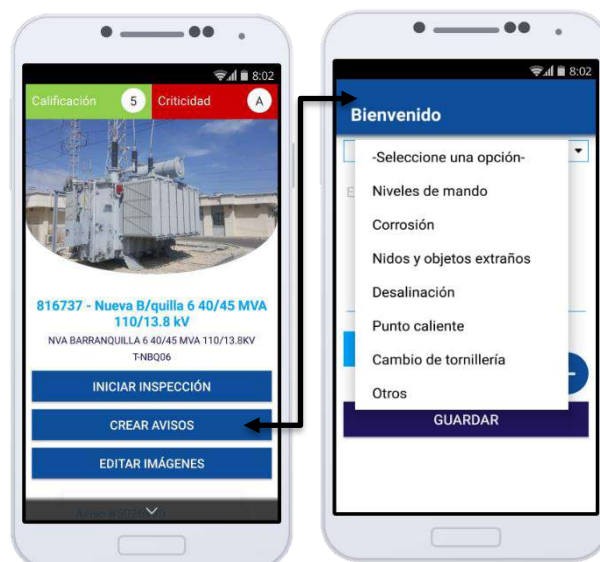 8:02
Calificación 5 Criticidad A
816737 - Nueva B/quilla 6 40/45 MVA
110/13.8 kV
NVA BARRANQUILLA 6 40/45 MVA 110/13.8KV
T-NBQ06
INICIAR INSPECCIÓN
CREAR AVISOS
EDITAR IMÁGENES
8:02
Bienvenido
-Seleccione una opción-
Niveles de mando
Corrosión
Nidos y objetos extraños
Desalinación
Punto caliente
Cambio de tornillería
Otros
GUARDAR